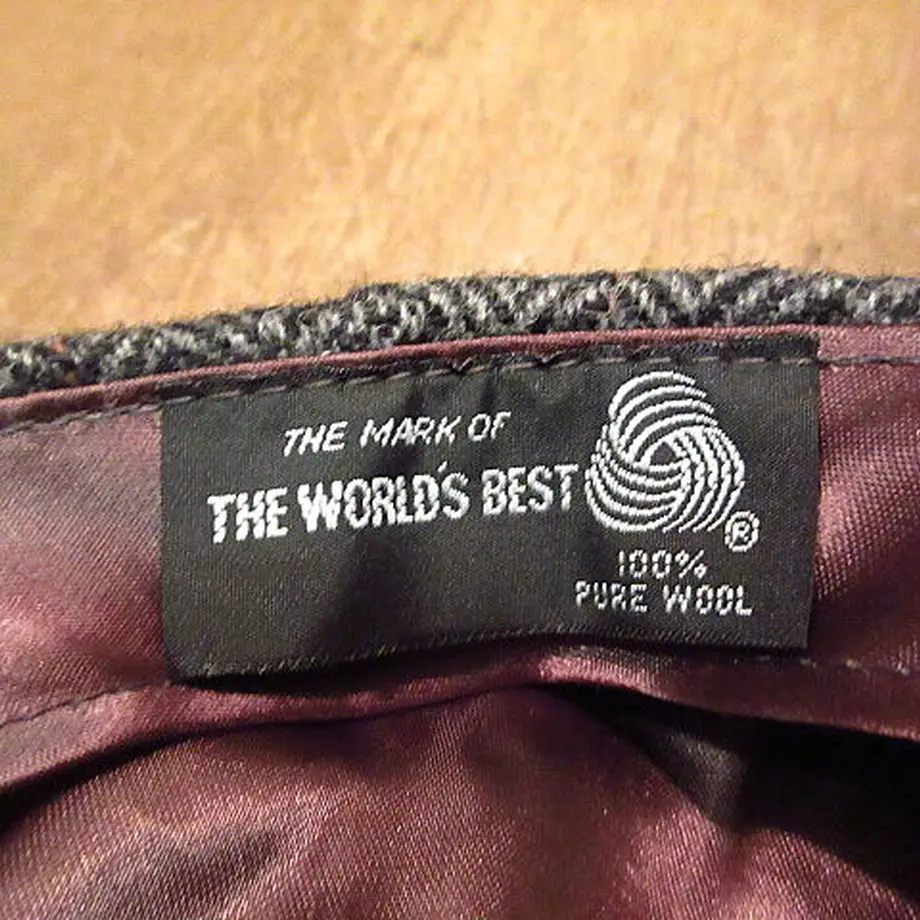 THE MARK OF
THE WORLD'S BEST
®
100%
PURE WOOL